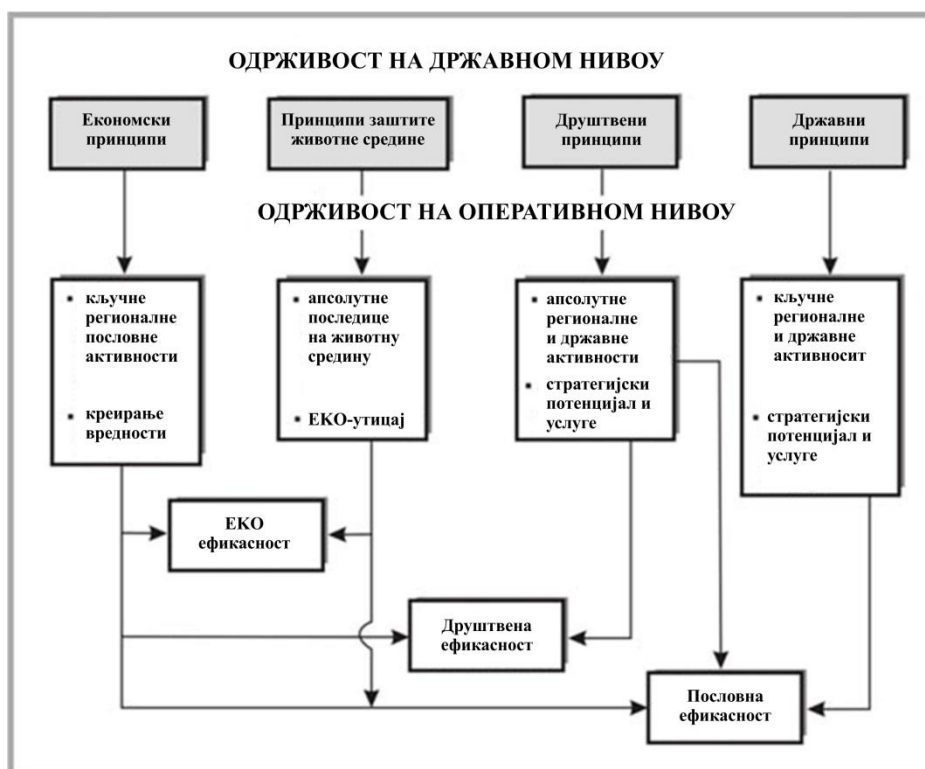 ОДРЖИВОСТ НА ДРЖАВНОМ НИВОУ
Економски
принципи
Принципи заштите
животне средине
Друштвени
принципи
Државни
принципи
ОДРЖИВОСТ НА ОПЕРАТИВНОМ НИВОУ
▪ кључне
регионалне
пословне
активности
▪ креирање
вредности
▪ апсолутне
последице
на животну
средину
▪ ЕКО-утицај
▪ апсолутне
регионалне
и државне
активности
▪ стратегијски
потенцијал и
услуге
▪ кључне
регионалне
и државне
активносит
▪ стратегијски
потенцијал и
услуге
ЕКО
ефикасност
Друштвена
ефикасност
Пословна
ефикасност